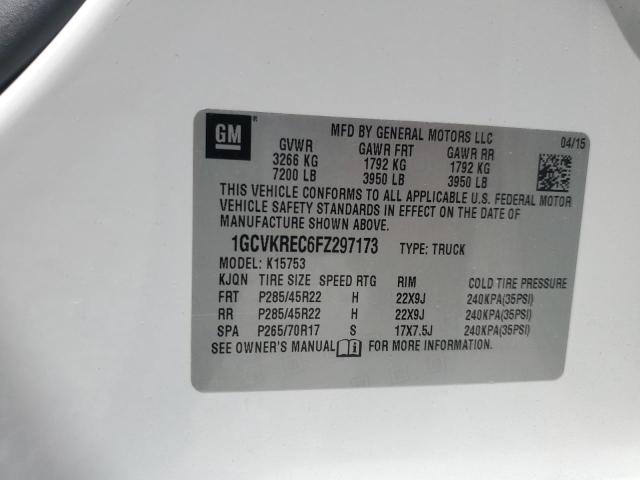 GM®
MFD BY GENERAL MOTORS LLC 04/15
GVWR GAWR FRT GAWR RR
3266 KG 1792 KG 1792 KG
7200 LB 3950 LB 3950 LB
THIS VEHICLE CONFORMS TO ALL APPLICABLE U.S. FEDERAL MOTOR
VEHICLE SAFETY STANDARDS IN EFFECT ON THE DATE OF
MANUFACTURE SHOWN ABOVE.
1GCVKREC6FZ297173 TYPE: TRUCK
MODEL: K15753
KJQN TIRE SIZE SPEED RTG RIM COLD TIRE PRESSURE
FRT P285/45R22 H 22X9J 240KPA(35PSI)
RR P285/45R22 H 22X9J 240KPA(35PSI)
SPA P265/70R17 S 17X7.5J 240KPA(35PSI)
SEE OWNER'S MANUAL FOR MORE INFORMATION.